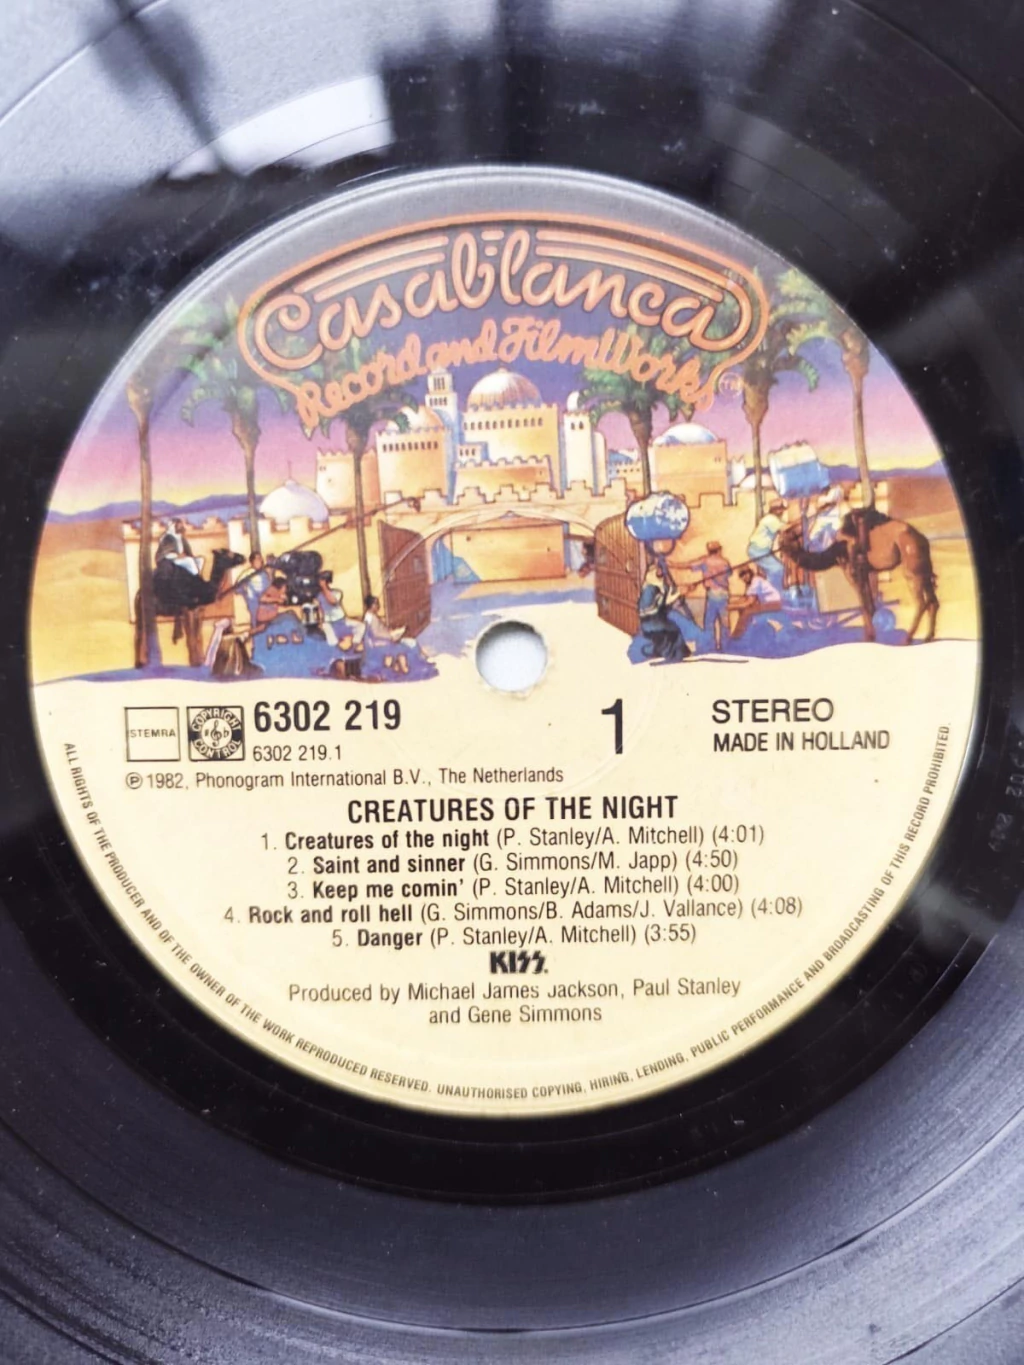 Casablanca
Record and FilmWorks
TM
STEMRA
COPYRIGHT CONTROL
6302 219
6302 219.1
1
STEREO
MADE IN HOLLAND
℗ 1982, Phonogram International B.V., The Netherlands
CREATURES OF THE NIGHT
1. Creatures of the night (P. Stanley/A. Mitchell) (4:01)
2. Saint and sinner (G. Simmons/M. Japp) (4:50)
3. Keep me comin' (P. Stanley/A. Mitchell) (4:00)
4. Rock and roll hell (G. Simmons/B. Adams/J. Vallance) (4:08)
5. Danger (P. Stanley/A. Mitchell) (3:55)
KISS
Produced by Michael James Jackson, Paul Stanley
and Gene Simmons
ALL RIGHTS OF THE PRODUCER AND OF THE OWNER OF THE WORK REPRODUCED RESERVED. UNAUTHORISED COPYING, HIRING, LENDING, PUBLIC PERFORMANCE AND BROADCASTING OF THIS RECORD PROHIBITED.